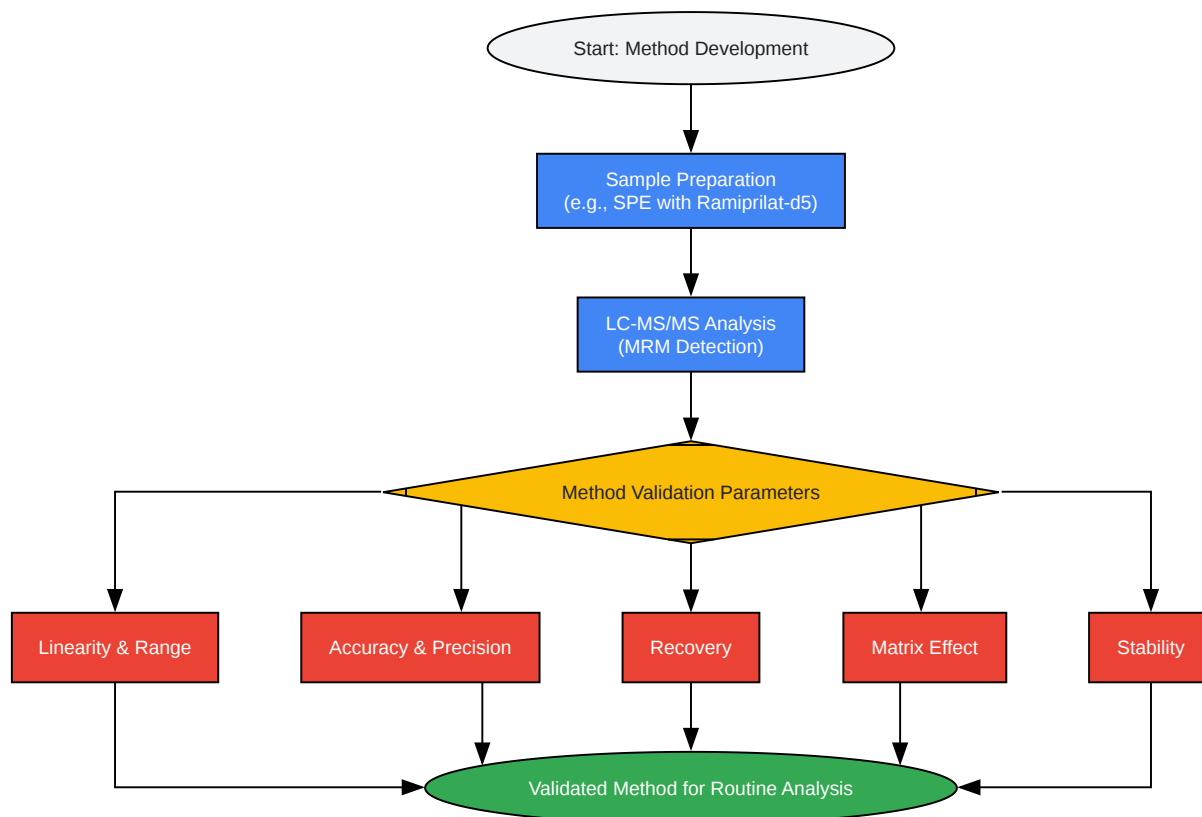 Start: Method Development
Sample Preparation
(e.g., SPE with Ramiprilat-d5)
LC-MS/MS Analysis
(MRM Detection)
Method Validation Parameters
Linearity & Range
Accuracy & Precision
Recovery
Matrix Effect
Stability
Validated Method for Routine Analysis